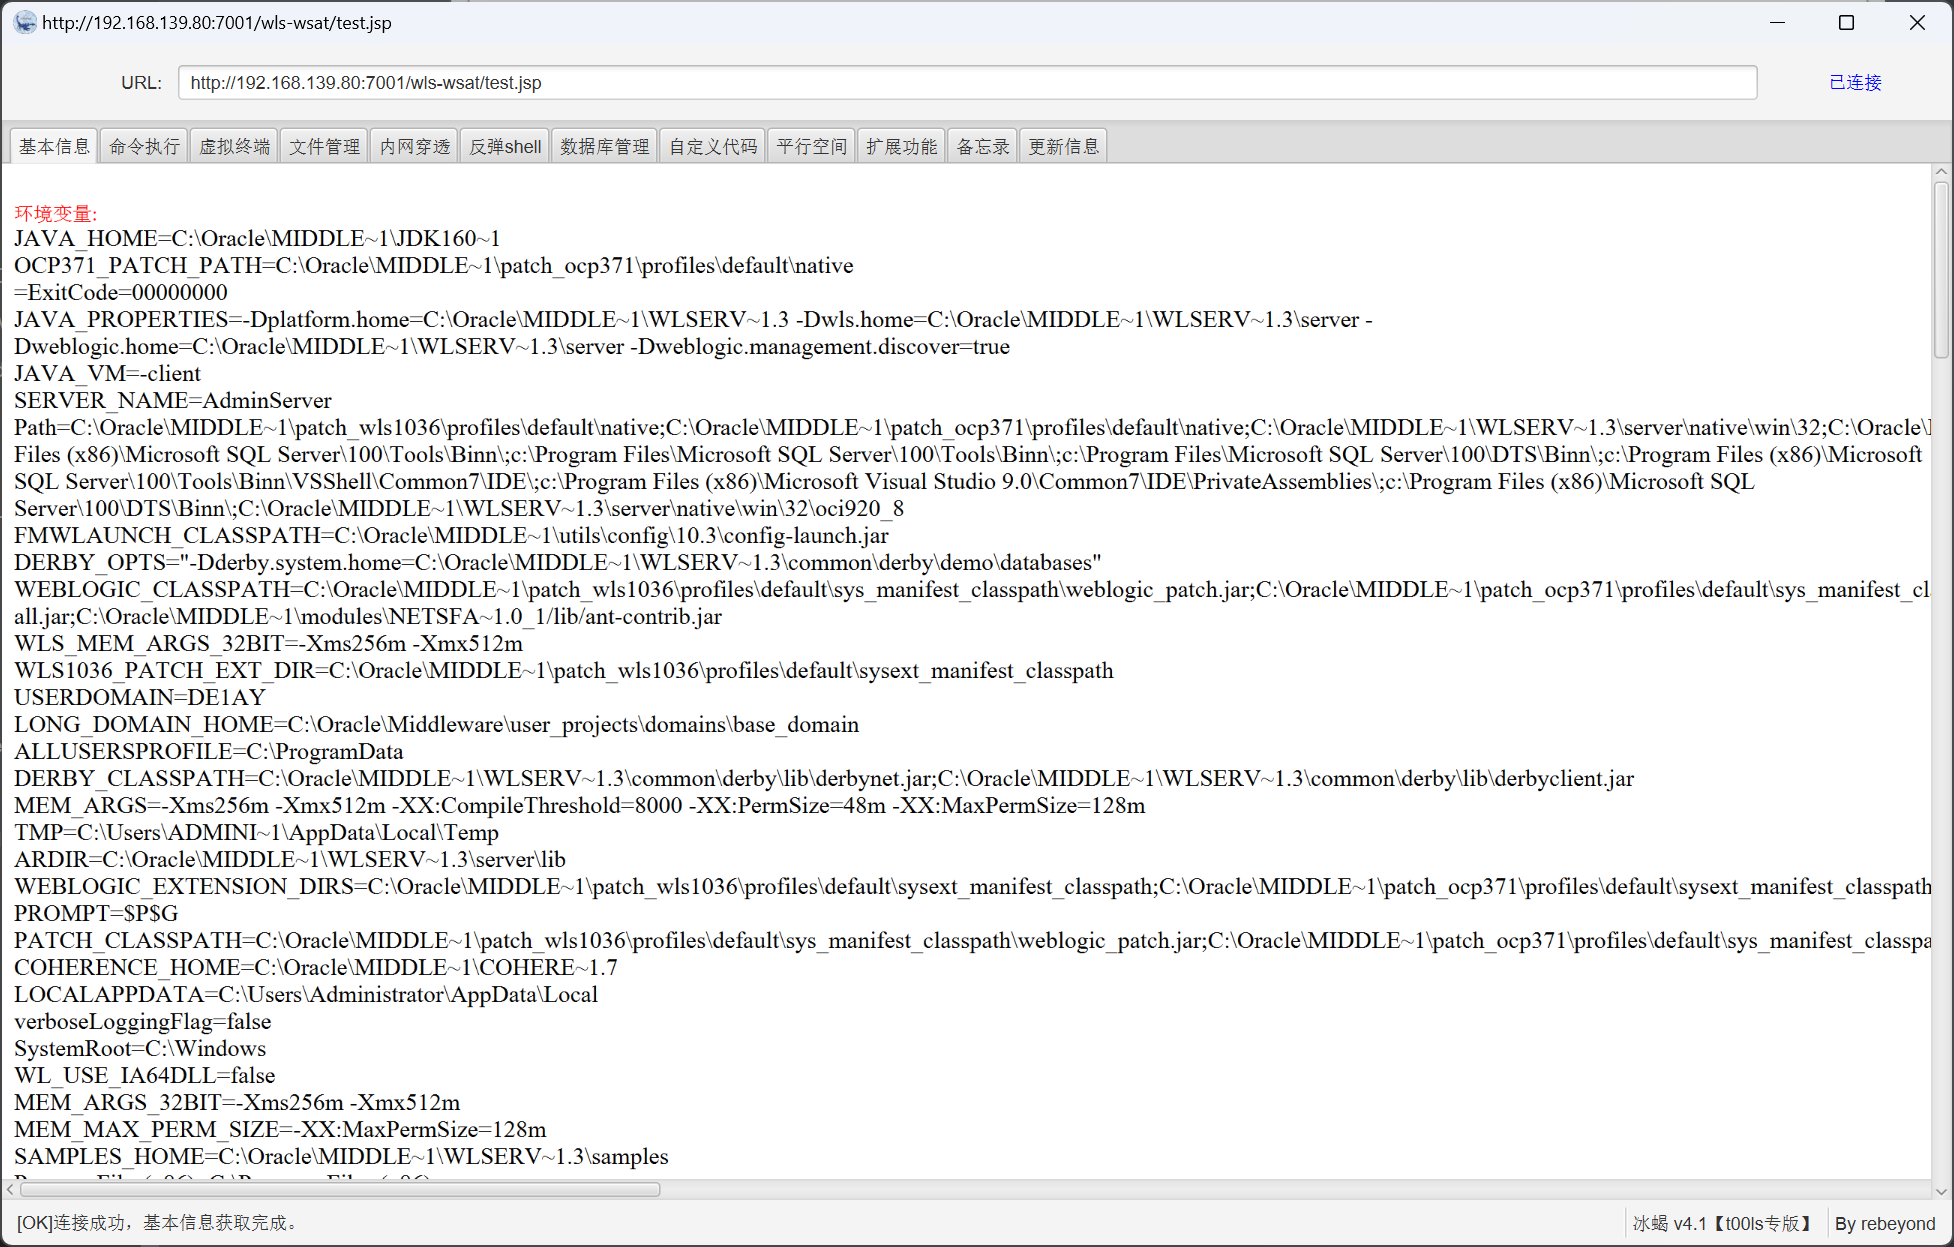 http://192.168.139.80:7001/wls-wsat/test.jsp
URL: http://192.168.139.80:7001/wls-wsat/test.jsp 已连接
基本信息 命令执行 虚拟终端 文件管理 内网穿透 反弹shell 数据库管理 自定义代码 平行空间 扩展功能 备忘录 更新信息
环境变量:
JAVA_HOME=C:\Oracle\MIDDLE~1\JDK160~1
OCP371_PATCH_PATH=C:\Oracle\MIDDLE~1\patch_ocp371\profiles\default\native
=ExitCode=00000000
JAVA_PROPERTIES=-Dplatform.home=C:\Oracle\MIDDLE~1\WLSERV~1.3 -Dwls.home=C:\Oracle\MIDDLE~1\WLSERV~1.3\server -
Dweblogic.home=C:\Oracle\MIDDLE~1\WLSERV~1.3\server -Dweblogic.management.discover=true
JAVA_VM=-client
SERVER_NAME=AdminServer
Path=C:\Oracle\MIDDLE~1\patch_wls1036\profiles\default\native;C:\Oracle\MIDDLE~1\patch_ocp371\profiles\default\native;C:\Oracle\MIDDLE~1\WLSERV~1.3\server\native\win\32;C:\Oracle\
Files (x86)\Microsoft SQL Server\100\Tools\Binn\;c:\Program Files\Microsoft SQL Server\100\Tools\Binn\;c:\Program Files\Microsoft SQL Server\100\DTS\Binn\;c:\Program Files (x86)\Microsoft
SQL Server\100\Tools\Binn\VSShell\Common7\IDE\;c:\Program Files (x86)\Microsoft Visual Studio 9.0\Common7\IDE\PrivateAssemblies\;c:\Program Files (x86)\Microsoft SQL
Server\100\DTS\Binn\;C:\Oracle\MIDDLE~1\WLSERV~1.3\server\native\win\32\oci920_8
FMWLAUNCH_CLASSPATH=C:\Oracle\MIDDLE~1\utils\config\10.3\config-launch.jar
DERBY_OPTS="-Dderby.system.home=C:\Oracle\MIDDLE~1\WLSERV~1.3\common\derby\demo\databases"
WEBLOGIC_CLASSPATH=C:\Oracle\MIDDLE~1\patch_wls1036\profiles\default\sys_manifest_classpath\weblogic_patch.jar;C:\Oracle\MIDDLE~1\patch_ocp371\profiles\default\sys_manifest_cl
all.jar;C:\Oracle\MIDDLE~1\modules\NETSFA~1.0_1/lib/ant-contrib.jar
WLS_MEM_ARGS_32BIT=-Xms256m -Xmx512m
WLS1036_PATCH_EXT_DIR=C:\Oracle\MIDDLE~1\patch_wls1036\profiles\default\sysext_manifest_classpath
USERDOMAIN=DE1AY
LONG_DOMAIN_HOME=C:\Oracle\Middleware\user_projects\domains\base_domain
ALLUSERSPROFILE=C:\ProgramData
DERBY_CLASSPATH=C:\Oracle\MIDDLE~1\WLSERV~1.3\common\derby\lib\derbynet.jar;C:\Oracle\MIDDLE~1\WLSERV~1.3\common\derby\lib\derbyclient.jar
MEM_ARGS=-Xms256m -Xmx512m -XX:CompileThreshold=8000 -XX:PermSize=48m -XX:MaxPermSize=128m
TMP=C:\Users\ADMINI~1\AppData\Local\Temp
ARDIR=C:\Oracle\MIDDLE~1\WLSERV~1.3\server\lib
WEBLOGIC_EXTENSION_DIRS=C:\Oracle\MIDDLE~1\patch_wls1036\profiles\default\sysext_manifest_classpath;C:\Oracle\MIDDLE~1\patch_ocp371\profiles\default\sysext_manifest_classpath
PROMPT=$P$G
PATCH_CLASSPATH=C:\Oracle\MIDDLE~1\patch_wls1036\profiles\default\sys_manifest_classpath\weblogic_patch.jar;C:\Oracle\MIDDLE~1\patch_ocp371\profiles\default\sys_manifest_classpa
COHERENCE_HOME=C:\Oracle\MIDDLE~1\COHERE~1.7
LOCALAPPDATA=C:\Users\Administrator\AppData\Local
verboseLoggingFlag=false
SystemRoot=C:\Windows
WL_USE_IA64DLL=false
MEM_ARGS_32BIT=-Xms256m -Xmx512m
MEM_MAX_PERM_SIZE=-XX:MaxPermSize=128m
SAMPLES_HOME=C:\Oracle\MIDDLE~1\WLSERV~1.3\samples
[OK]连接成功，基本信息获取完成。 冰蝎 v4.1【t00ls专版】 By rebeyond